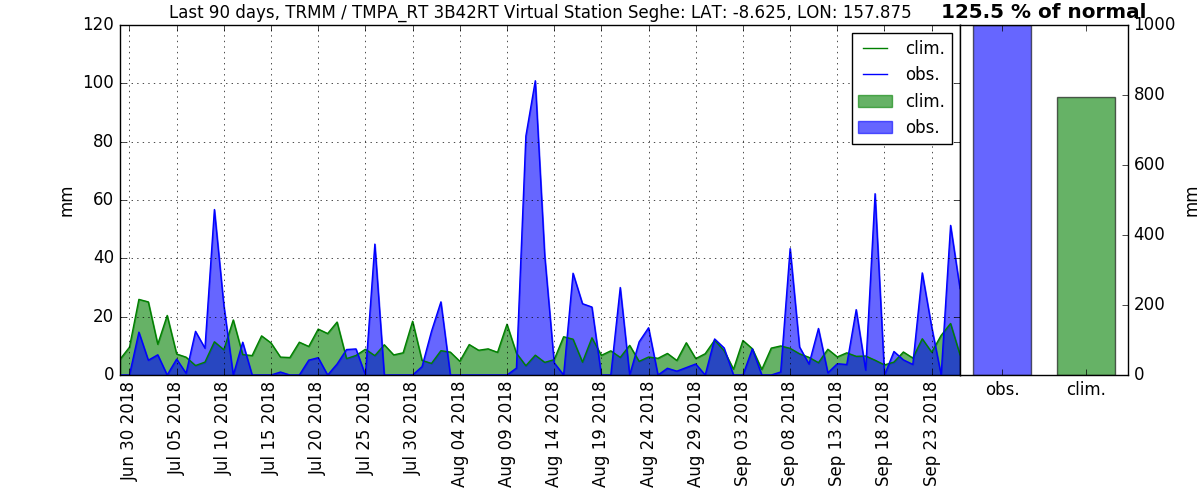 Last 90 days, TRMM / TMPA_RT 3B42RT Virtual Station Seghe: LAT: -8.625, LON: 157.875
125.5 % of normal
120
100
80
60
40
20
0
mm
clim.
obs.
clim.
obs.
1000
800
600
400
200
0
mm
obs.
clim.
Jun 30 2018
Jul 05 2018
Jul 10 2018
Jul 15 2018
Jul 20 2018
Jul 25 2018
Jul 30 2018
Aug 04 2018
Aug 09 2018
Aug 14 2018
Aug 19 2018
Aug 24 2018
Aug 29 2018
Sep 03 2018
Sep 08 2018
Sep 13 2018
Sep 18 2018
Sep 23 2018